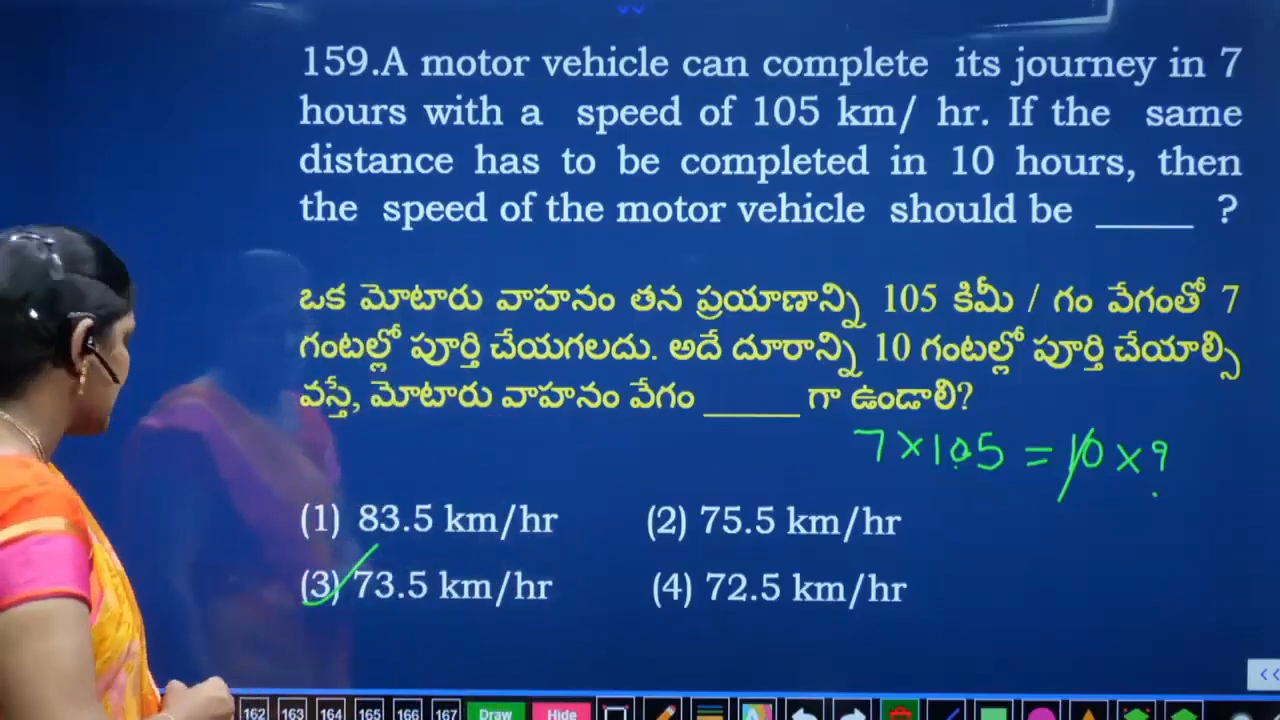 159.A motor vehicle can complete its journey in 7
hours with a speed of 105 km/ hr. If the same
distance has to be completed in 10 hours, then
the speed of the motor vehicle should be _____ ?
ఒక మోటారు వాహనం తన ప్రయాణాన్ని 105 కిమీ / గం వేగంతో 7
గంటల్లో పూర్తి చేయగలదు. అదే దూరాన్ని 10 గంటల్లో పూర్తి చేయాల్సి
వస్తే, మోటారు వాహనం వేగం _____ గా ఉండాలి?
7×105 = 10×?
(1) 83.5 km/hr (2) 75.5 km/hr
(3) 73.5 km/hr (4) 72.5 km/hr
162 163 164 165 166 167 Draw Hide